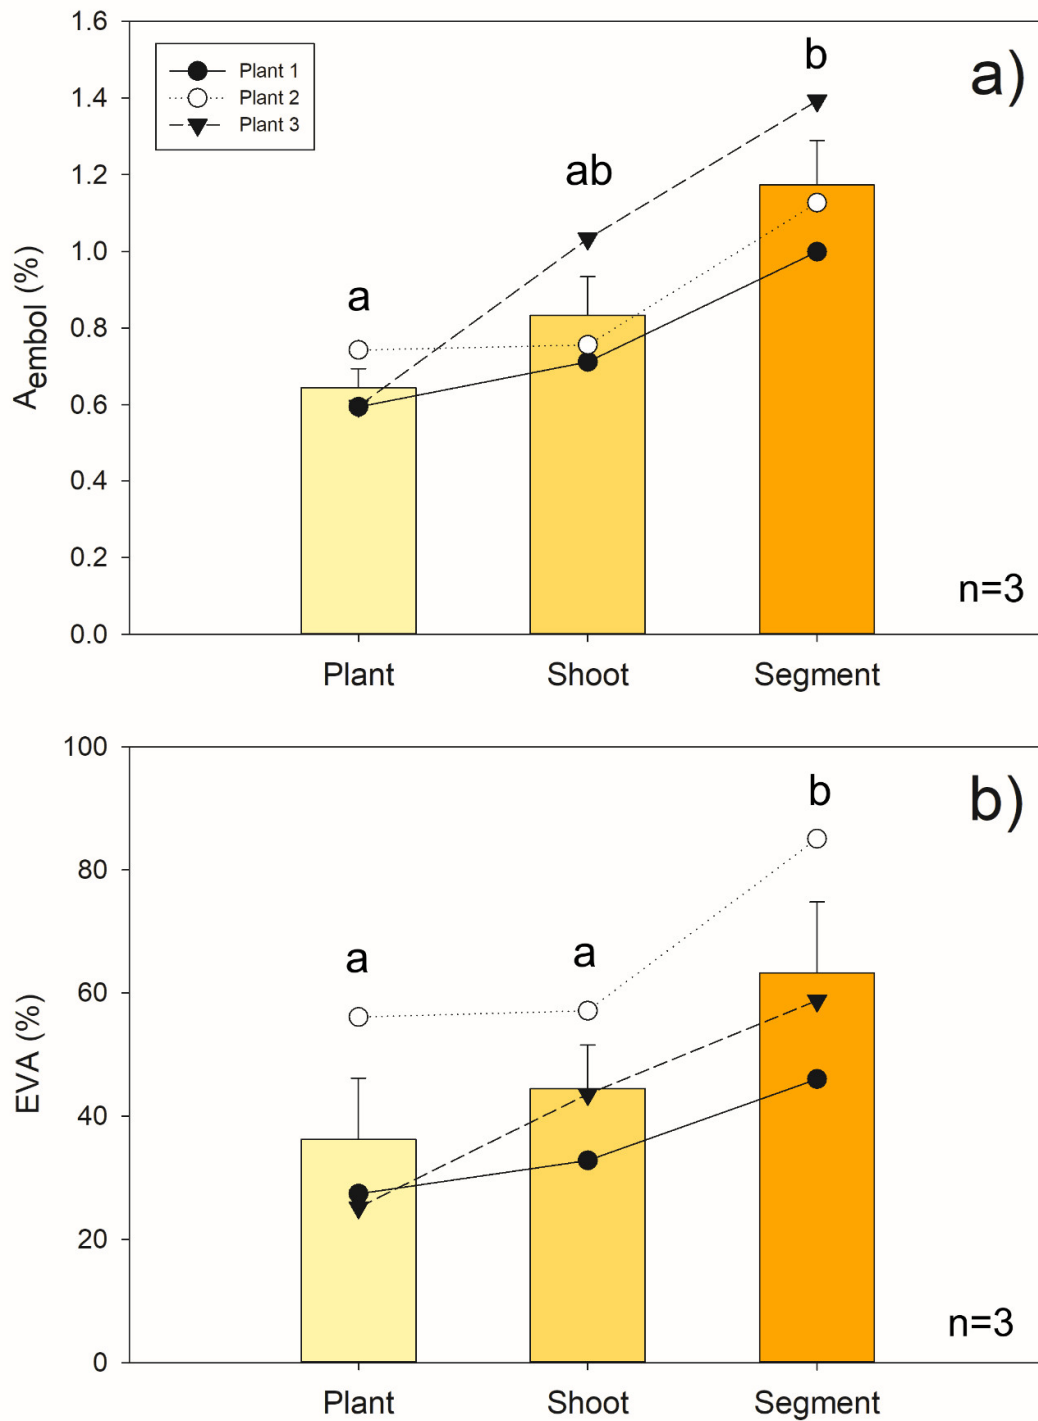 1.6
1.4
1.2
1.0
0.8
0.6
0.4
0.2
0.0
Aembol (%)
Plant 1
Plant 2
Plant 3
a
ab
b
a)
n=3
Plant Shoot Segment
100
80
60
40
20
0
EVA (%)
a
a
b
b)
n=3
Plant Shoot Segment